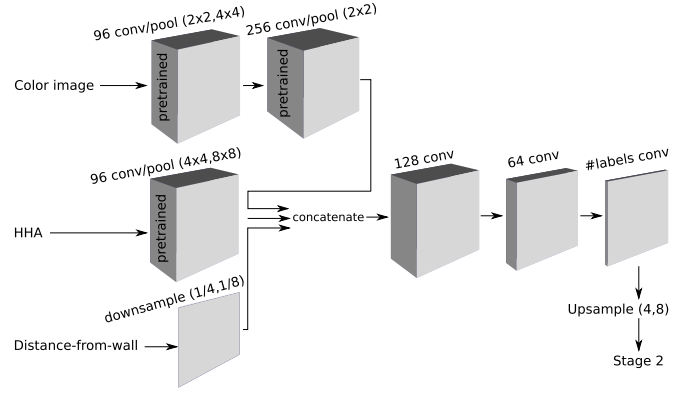 96 conv/pool (2x2,4x4)
256 conv/pool (2x2)
Color image
pretrained
pretrained
96 conv/pool (4x4,8x8)
HHA
pretrained
concatenate
128 conv
64 conv
#labels conv
downsample (1/4,1/8)
Distance-from-wall
Upsample (4,8)
Stage 2